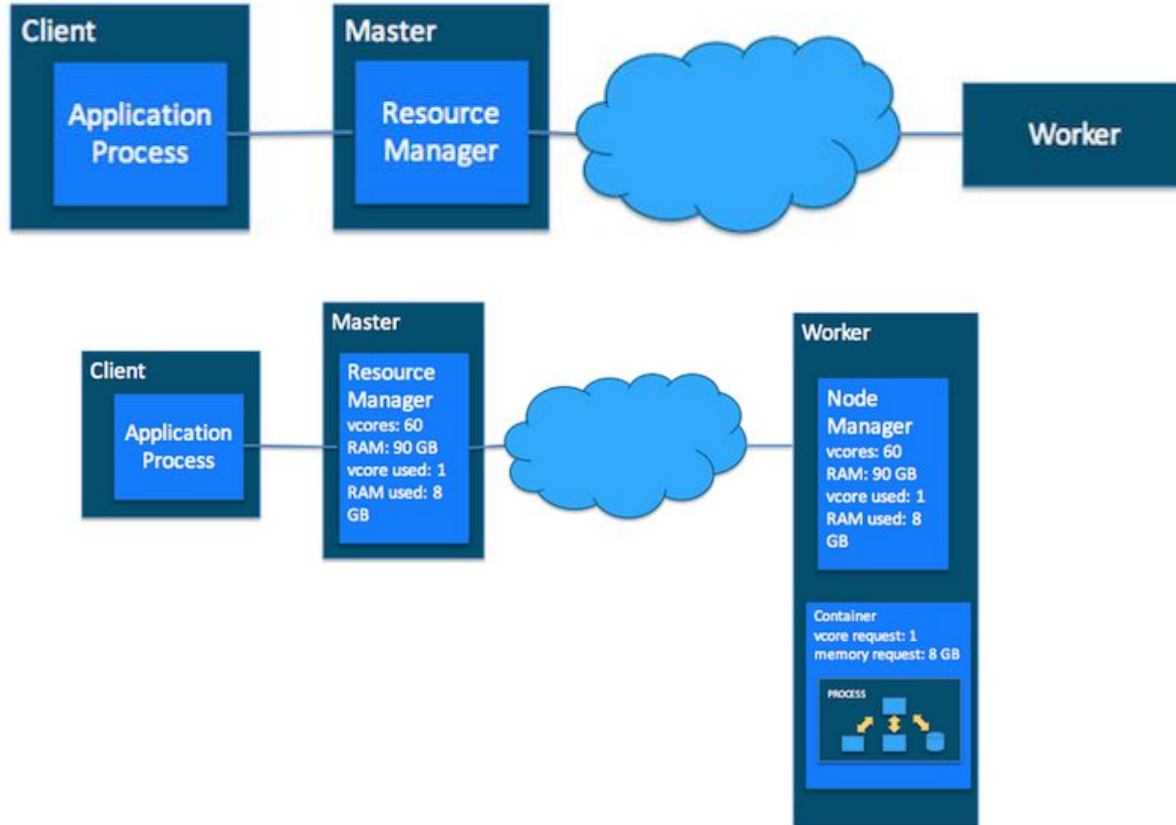 Client
Application
Process
Master
Resource
Manager
Worker
Client
Application
Process
Master
Resource
Manager
vcores: 60
RAM: 90 GB
vcore used: 1
RAM used: 8
GB
Worker
Node
Manager
vcores: 60
RAM: 90 GB
vcore used: 1
RAM used: 8
GB
Container
vcore request: 1
memory request: 8 GB
PROCESS